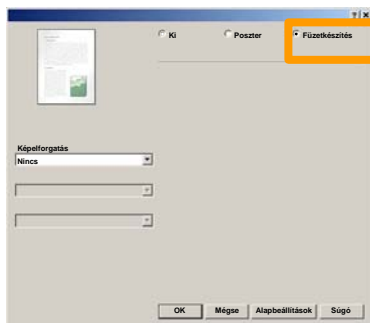 Ki Poszter Füzetkészítés
Képelforgatás
Nincs
OK Mégse Alapbeállítások Súgó